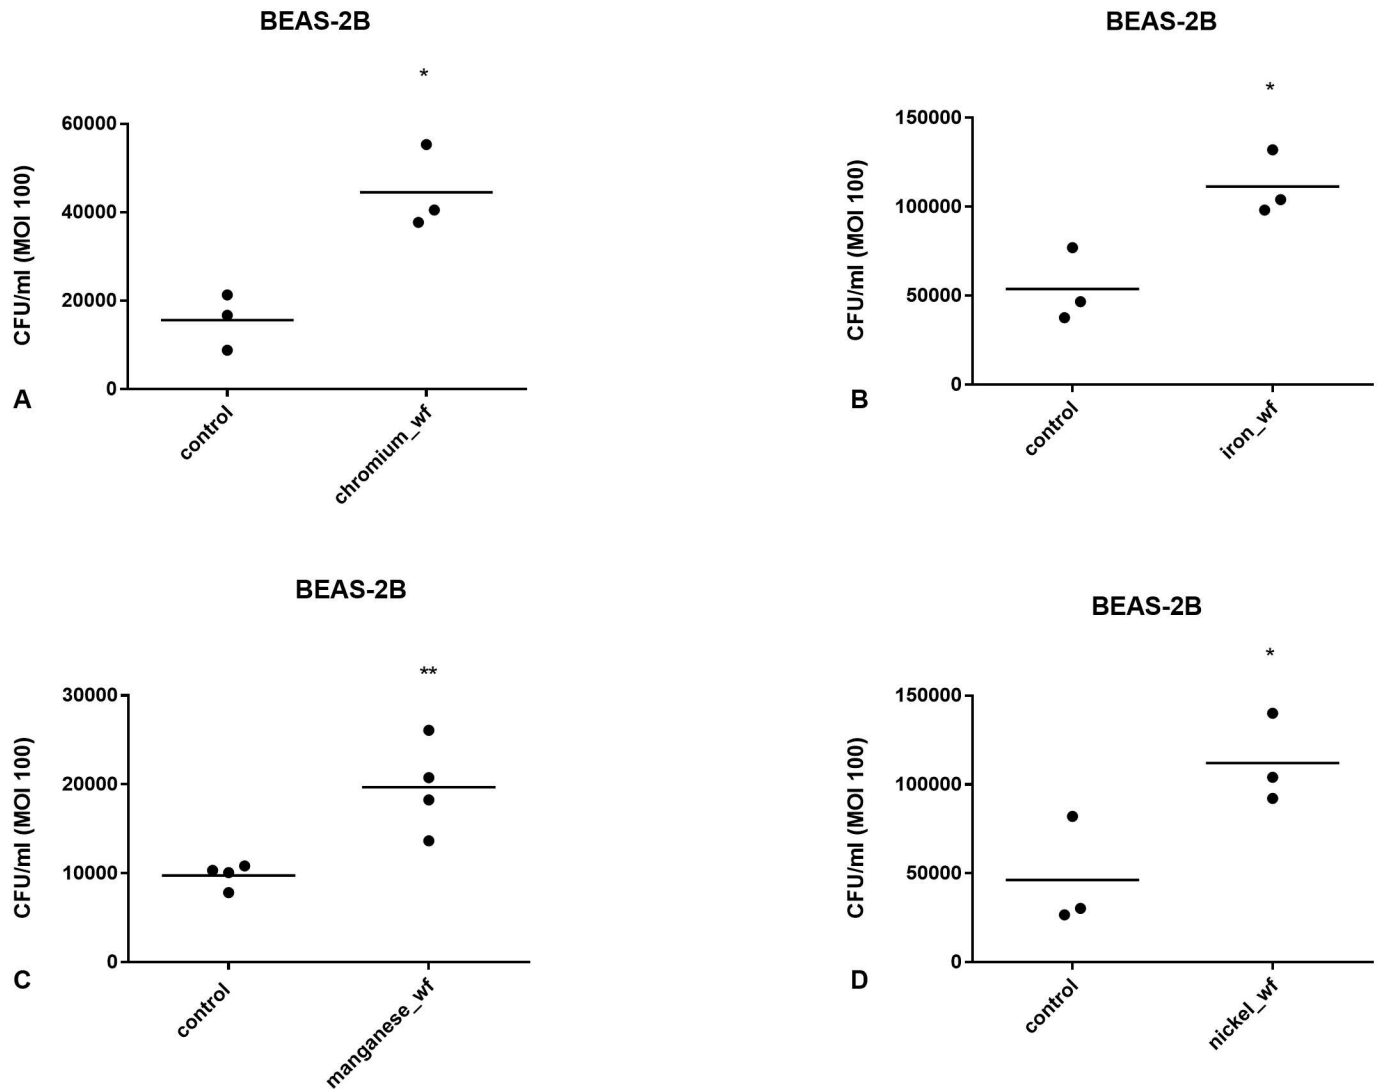 BEAS-2B
*
CFU/ml (MOI 100)
60000
40000
20000
0
control
chromium_wf
A
BEAS-2B
*
CFU/ml (MOI 100)
150000
100000
50000
0
control
iron_wf
B
BEAS-2B
**
CFU/ml (MOI 100)
30000
20000
10000
0
control
manganese_wf
C
BEAS-2B
*
CFU/ml (MOI 100)
150000
100000
50000
0
control
nickel_wf
D